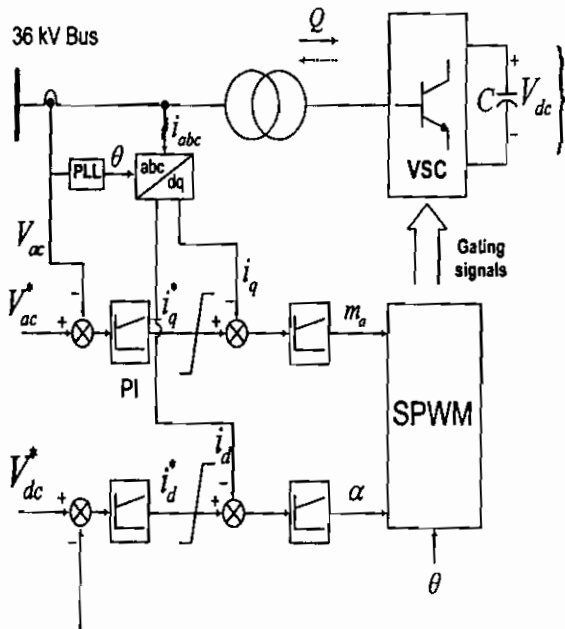 36 kV Bus
Q
i_abc
C
V_dc
VSC
PLL
θ
abc
dq
V_ac
Gating
signals
i_q
V*_ac
+
-
i*_q
+
-
m_a
PI
SPWM
i_d
V*_dc
+
-
i*_d
+
-
α
θ
+
-